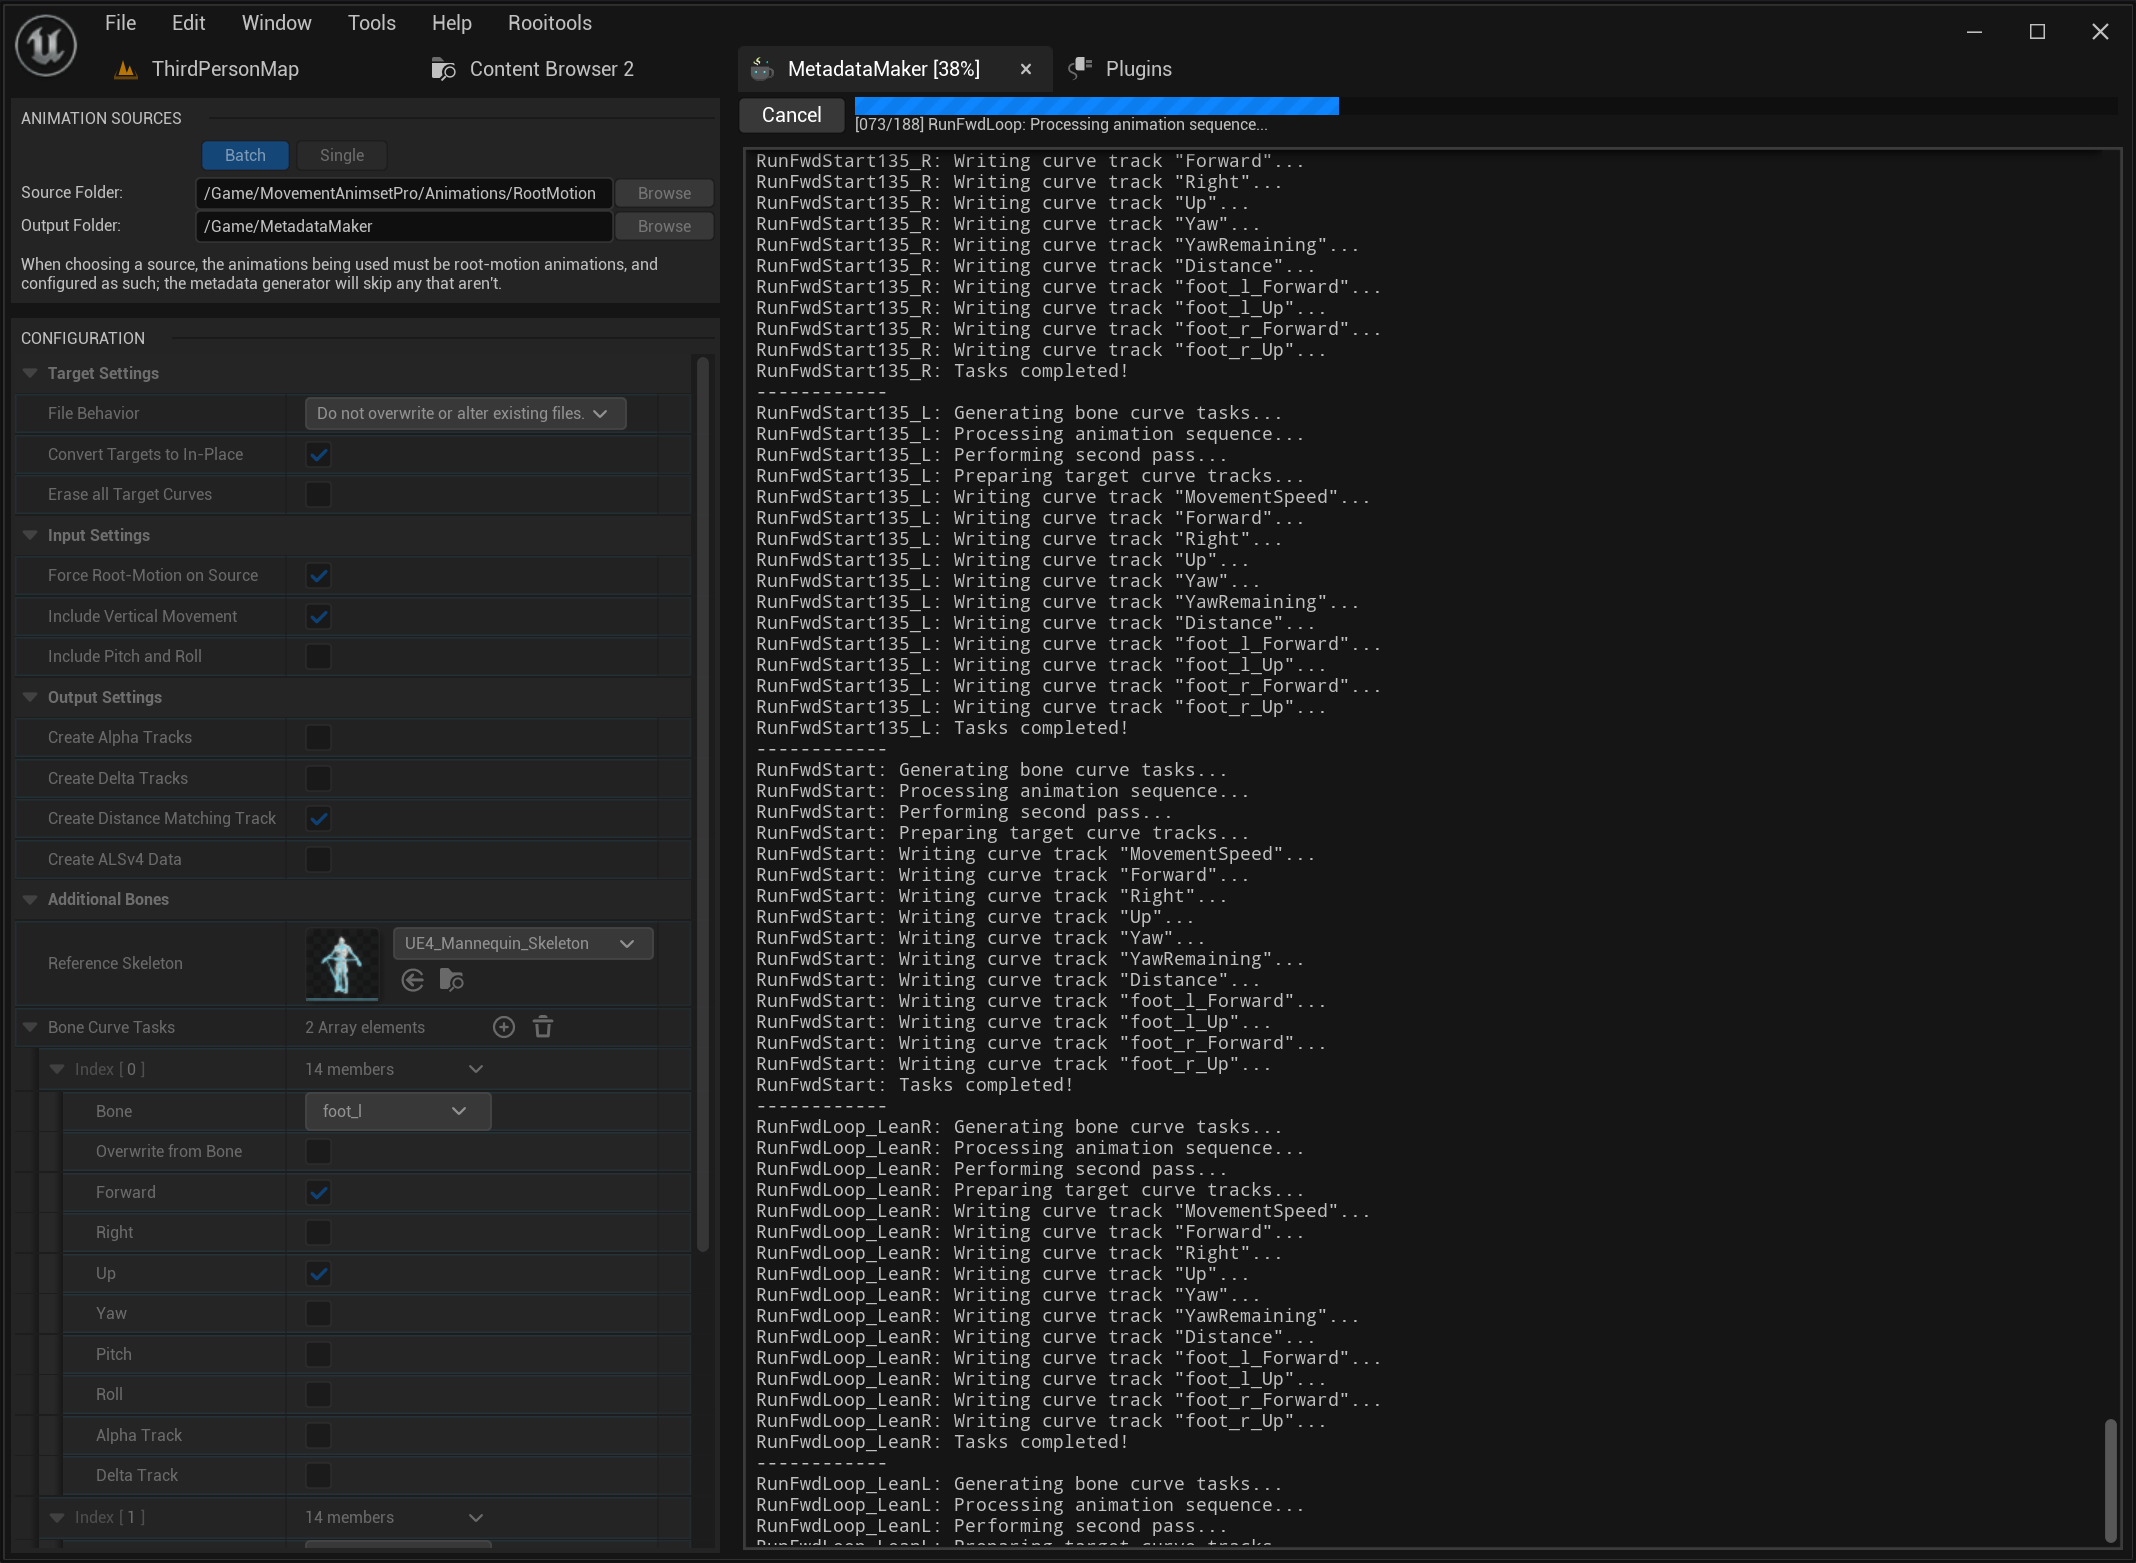 File Edit Window Tools Help Rooitools
ThirdPersonMap Content Browser 2 MetadataMaker [38%] Plugins
ANIMATION SOURCES
Batch Single
Source Folder: /Game/MovementAnimsetPro/Animations/RootMotion Browse
Output Folder: /Game/MetadataMaker Browse
When choosing a source, the animations being used must be root-motion animations, and
configured as such; the metadata generator will skip any that aren't.
CONFIGURATION
Target Settings
File Behavior Do not overwrite or alter existing files.
Convert Targets to In-Place
Erase all Target Curves
Input Settings
Force Root-Motion on Source
Include Vertical Movement
Include Pitch and Roll
Output Settings
Create Alpha Tracks
Create Delta Tracks
Create Distance Matching Track
Create ALSv4 Data
Additional Bones
Reference Skeleton UE4_Mannequin_Skeleton
Bone Curve Tasks 2 Array elements
Index [ 0 ] 14 members
Bone foot_l
Overwrite from Bone
Forward
Right
Up
Yaw
Pitch
Roll
Alpha Track
Delta Track
Index [ 1 ] 14 members
Cancel
[073/188] RunFwdLoop: Processing animation sequence...
RunFwdStart135_R: Writing curve track "Forward"...
RunFwdStart135_R: Writing curve track "Right"...
RunFwdStart135_R: Writing curve track "Up"...
RunFwdStart135_R: Writing curve track "Yaw"...
RunFwdStart135_R: Writing curve track "YawRemaining"...
RunFwdStart135_R: Writing curve track "Distance"...
RunFwdStart135_R: Writing curve track "foot_l_Forward"...
RunFwdStart135_R: Writing curve track "foot_l_Up"...
RunFwdStart135_R: Writing curve track "foot_r_Forward"...
RunFwdStart135_R: Writing curve track "foot_r_Up"...
RunFwdStart135_R: Tasks completed!
------------
RunFwdStart135_L: Generating bone curve tasks...
RunFwdStart135_L: Processing animation sequence...
RunFwdStart135_L: Performing second pass...
RunFwdStart135_L: Preparing target curve tracks...
RunFwdStart135_L: Writing curve track "MovementSpeed"...
RunFwdStart135_L: Writing curve track "Forward"...
RunFwdStart135_L: Writing curve track "Right"...
RunFwdStart135_L: Writing curve track "Up"...
RunFwdStart135_L: Writing curve track "Yaw"...
RunFwdStart135_L: Writing curve track "YawRemaining"...
RunFwdStart135_L: Writing curve track "Distance"...
RunFwdStart135_L: Writing curve track "foot_l_Forward"...
RunFwdStart135_L: Writing curve track "foot_l_Up"...
RunFwdStart135_L: Writing curve track "foot_r_Forward"...
RunFwdStart135_L: Writing curve track "foot_r_Up"...
RunFwdStart135_L: Tasks completed!
------------
RunFwdStart: Generating bone curve tasks...
RunFwdStart: Processing animation sequence...
RunFwdStart: Performing second pass...
RunFwdStart: Preparing target curve tracks...
RunFwdStart: Writing curve track "MovementSpeed"...
RunFwdStart: Writing curve track "Forward"...
RunFwdStart: Writing curve track "Right"...
RunFwdStart: Writing curve track "Up"...
RunFwdStart: Writing curve track "Yaw"...
RunFwdStart: Writing curve track "YawRemaining"...
RunFwdStart: Writing curve track "Distance"...
RunFwdStart: Writing curve track "foot_l_Forward"...
RunFwdStart: Writing curve track "foot_l_Up"...
RunFwdStart: Writing curve track "foot_r_Forward"...
RunFwdStart: Writing curve track "foot_r_Up"...
RunFwdStart: Tasks completed!
------------
RunFwdLoop_LeanR: Generating bone curve tasks...
RunFwdLoop_LeanR: Processing animation sequence...
RunFwdLoop_LeanR: Performing second pass...
RunFwdLoop_LeanR: Preparing target curve tracks...
RunFwdLoop_LeanR: Writing curve track "MovementSpeed"...
RunFwdLoop_LeanR: Writing curve track "Forward"...
RunFwdLoop_LeanR: Writing curve track "Right"...
RunFwdLoop_LeanR: Writing curve track "Up"...
RunFwdLoop_LeanR: Writing curve track "Yaw"...
RunFwdLoop_LeanR: Writing curve track "YawRemaining"...
RunFwdLoop_LeanR: Writing curve track "Distance"...
RunFwdLoop_LeanR: Writing curve track "foot_l_Forward"...
RunFwdLoop_LeanR: Writing curve track "foot_l_Up"...
RunFwdLoop_LeanR: Writing curve track "foot_r_Forward"...
RunFwdLoop_LeanR: Writing curve track "foot_r_Up"...
RunFwdLoop_LeanR: Tasks completed!
------------
RunFwdLoop_LeanL: Generating bone curve tasks...
RunFwdLoop_LeanL: Processing animation sequence...
RunFwdLoop_LeanL: Performing second pass...
RunFwdLoop_LeanL: Preparing target curve tracks...